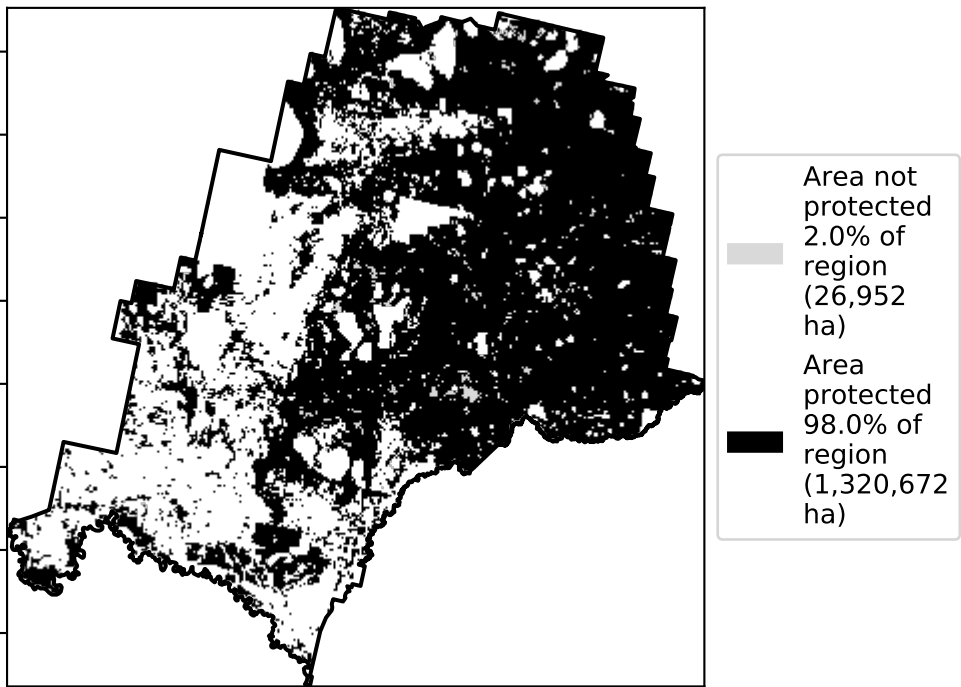 Area not
protected
2.0% of
region
(26,952
ha)
Area
protected
98.0% of
region
(1,320,672
ha)